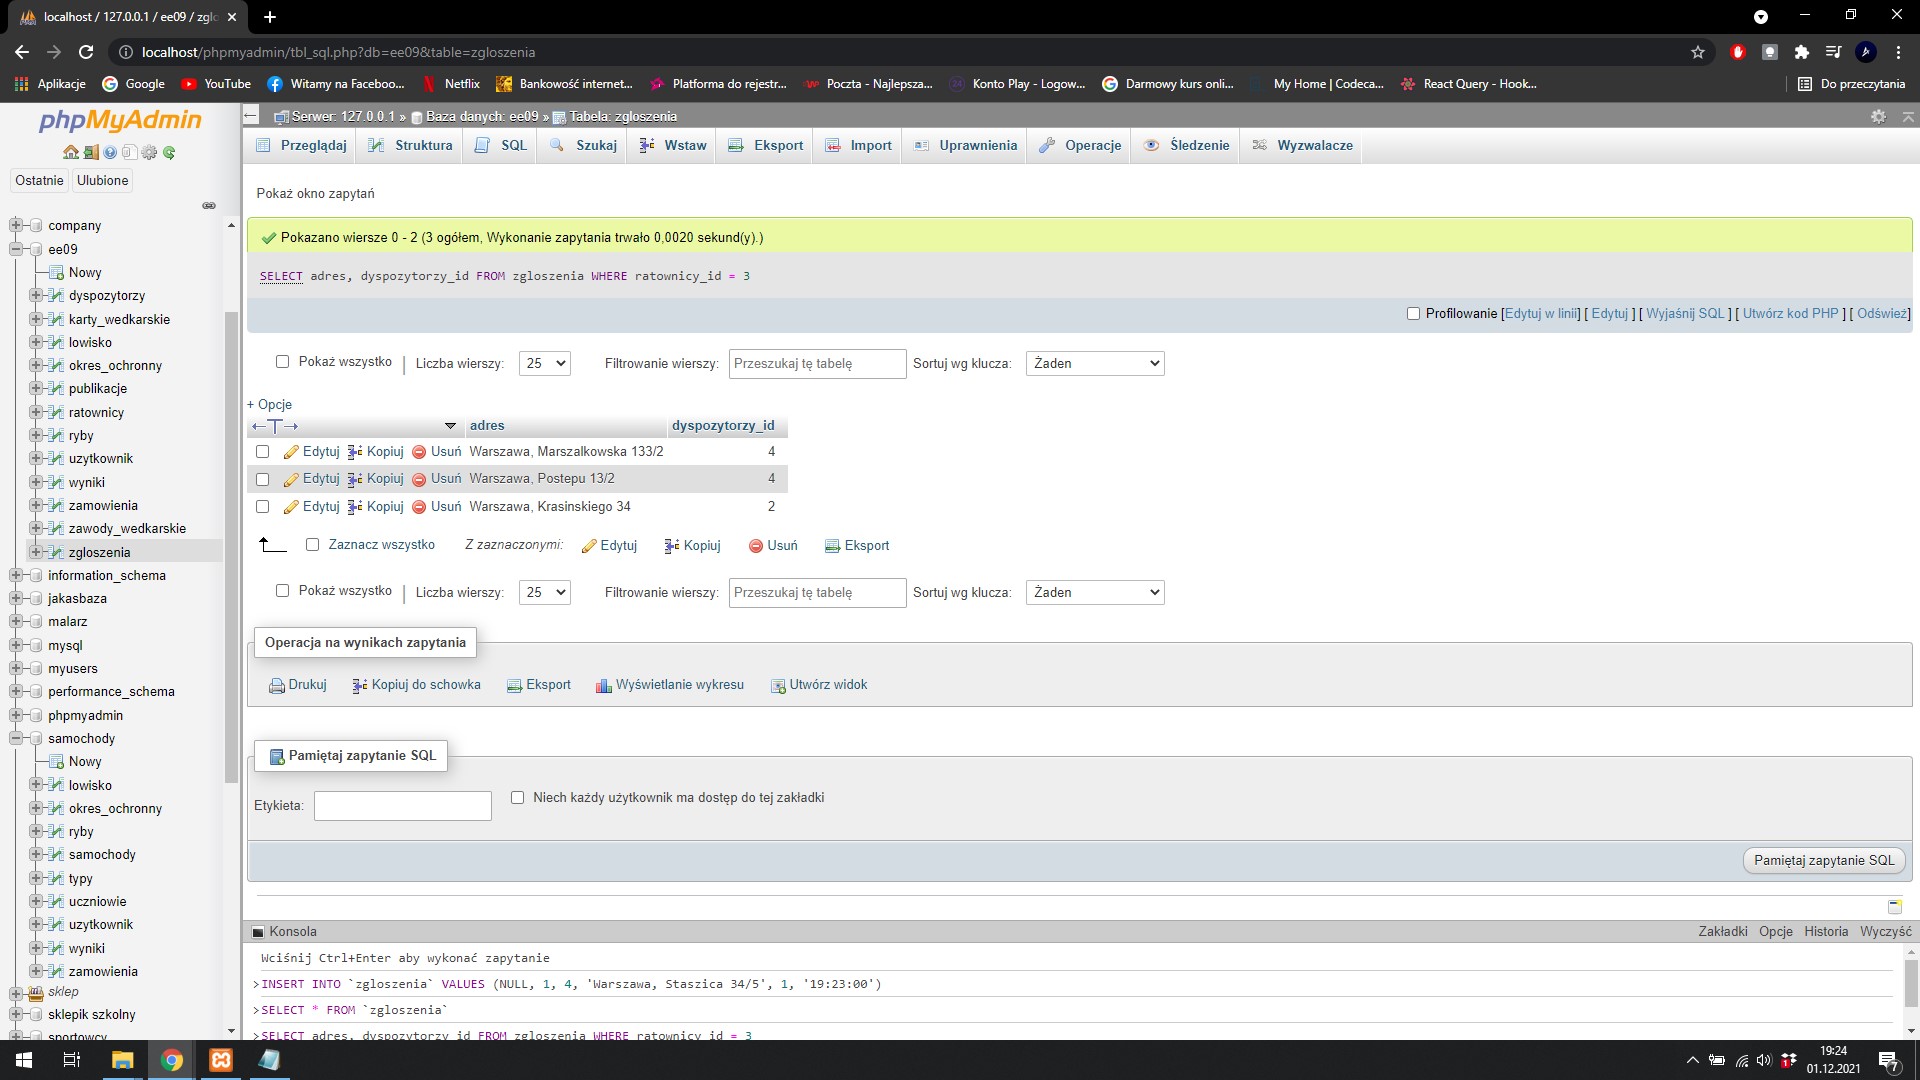 localhost / 127.0.0.1 / ee09 / zglo
localhost/phpmyadmin/tbl_sql.php?db=ee09&table=zgloszenia
Aplikacje Google YouTube Witamy na Faceboo... Netflix Bankowość internet... Platforma do rejestr... Poczta - Najlepsza... Konto Play - Logow... Darmowy kurs onli... My Home | Codeca... React Query - Hook... Do przeczytania
phpMyAdmin
Ostatnie Ulubione
company
ee09
Nowy
dyspozytorzy
karty_wedkarskie
lowisko
okres_ochronny
publikacje
ratownicy
ryby
uzytkownik
wyniki
zamowienia
zawody_wedkarskie
zgloszenia
information_schema
jakasbaza
malarz
mysql
myusers
performance_schema
phpmyadmin
samochody
Nowy
lowisko
okres_ochronny
ryby
samochody
typy
uczniowie
uzytkownik
wyniki
zamowienia
sklep
sklepik szkolny
sportowcy
Serwer: 127.0.0.1 » Baza danych: ee09 » Tabela: zgloszenia
Przeglądaj Struktura SQL Szukaj Wstaw Eksport Import Uprawnienia Operacje Śledzenie Wyzwalacze
Pokaż okno zapytań
Pokazano wiersze 0 - 2 (3 ogółem, Wykonanie zapytania trwało 0,0020 sekund(y).)
SELECT adres, dyspozytorzy_id FROM zgloszenia WHERE ratownicy_id = 3
Profilowanie [Edytuj w linii] [ Edytuj ] [ Wyjaśnij SQL ] [ Utwórz kod PHP ] [ Odśwież]
Pokaż wszystko | Liczba wierszy: 25 Filtrowanie wierszy: Przeszukaj tę tabelę Sortuj wg klucza: Żaden
+ Opcje
←T→ adres dyspozytorzy_id
Edytuj Kopiuj Usuń Warszawa, Marszalkowska 133/2 4
Edytuj Kopiuj Usuń Warszawa, Postepu 13/2 4
Edytuj Kopiuj Usuń Warszawa, Krasinskiego 34 2
Zaznacz wszystko Z zaznaczonymi: Edytuj Kopiuj Usuń Eksport
Pokaż wszystko | Liczba wierszy: 25 Filtrowanie wierszy: Przeszukaj tę tabelę Sortuj wg klucza: Żaden
Operacja na wynikach zapytania
Drukuj Kopiuj do schowka Eksport Wyświetlanie wykresu Utwórz widok
Pamiętaj zapytanie SQL
Etykieta: Niech każdy użytkownik ma dostęp do tej zakładki
Pamiętaj zapytanie SQL
Konsola Zakładki Opcje Historia Wyczyść
Wciśnij Ctrl+Enter aby wykonać zapytanie
>INSERT INTO `zgloszenia` VALUES (NULL, 1, 4, 'Warszawa, Staszica 34/5', 1, '19:23:00')
>SELECT * FROM `zgloszenia`
>SELECT adres, dyspozytorzy_id FROM zgloszenia WHERE ratownicy_id = 3
19:24
01.12.2021
7